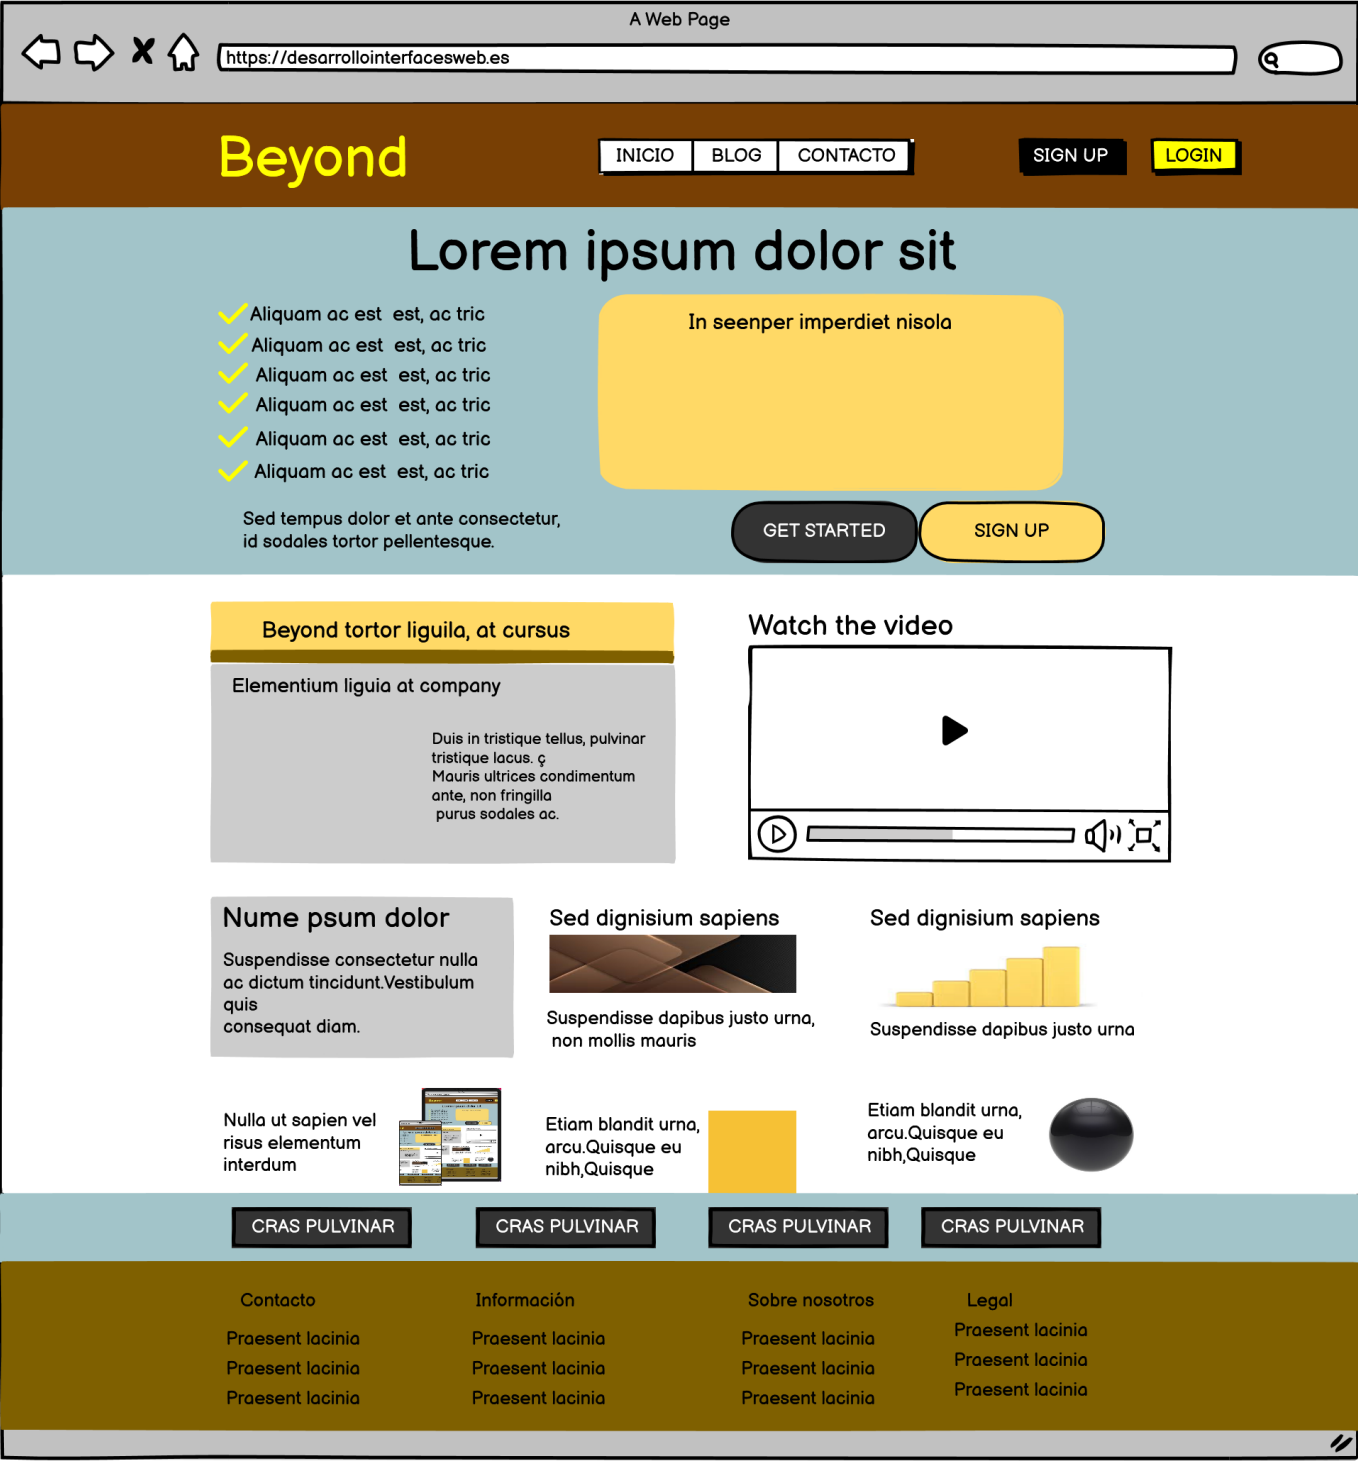 A Web Page
https://desarrollointerfacesweb.es
Beyond
INICIO
BLOG
CONTACTO
SIGN UP
LOGIN
Lorem ipsum dolor sit
Aliquam ac est est, ac tric
Aliquam ac est est, ac tric
Aliquam ac est est, ac tric
Aliquam ac est est, ac tric
Aliquam ac est est, ac tric
Aliquam ac est est, ac tric
Sed tempus dolor et ante consectetur,
id sodales tortor pellentesque.
In seenper imperdiet nisola
GET STARTED
SIGN UP
Beyond tortor liguila, at cursus
Elementium liguia at company
Duis in tristique tellus, pulvinar
tristique lacus. ç
Mauris ultrices condimentum
ante, non fringilla
purus sodales ac.
Watch the video
Nume psum dolor
Suspendisse consectetur nulla
ac dictum tincidunt.Vestibulum
quis
consequat diam.
Sed dignisium sapiens
Suspendisse dapibus justo urna,
non mollis mauris
Sed dignisium sapiens
Suspendisse dapibus justo urna
Nulla ut sapien vel
risus elementum
interdum
Etiam blandit urna,
arcu.Quisque eu
nibh,Quisque
Etiam blandit urna,
arcu.Quisque eu
nibh,Quisque
CRAS PULVINAR
CRAS PULVINAR
CRAS PULVINAR
CRAS PULVINAR
Contacto
Praesent lacinia
Praesent lacinia
Praesent lacinia
Información
Praesent lacinia
Praesent lacinia
Praesent lacinia
Sobre nosotros
Praesent lacinia
Praesent lacinia
Praesent lacinia
Legal
Praesent lacinia
Praesent lacinia
Praesent lacinia